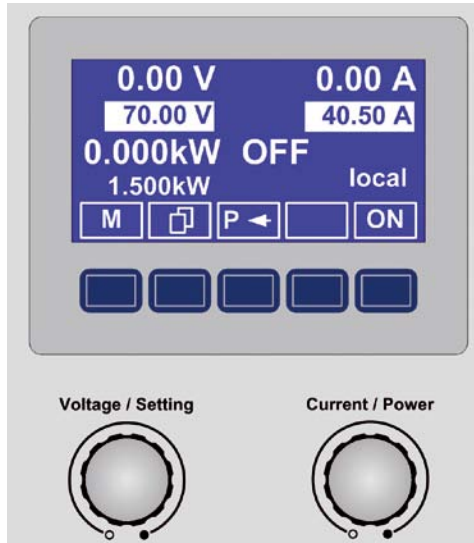 0.00 V 0.00 A
70.00 V 40.50 A
0.000kW OFF
1.500kW local
M P ON
Voltage / Setting Current / Power